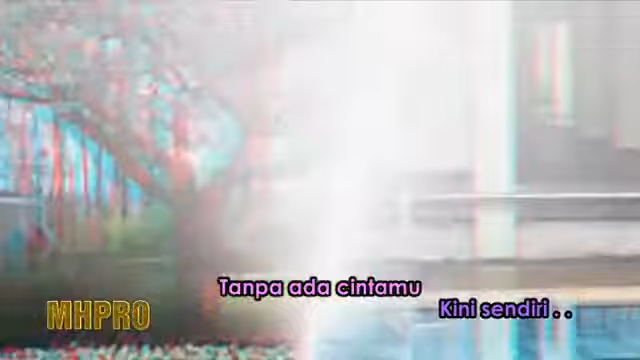 Tanpa ada cintamu
Kini sendiri . .
MHPRO